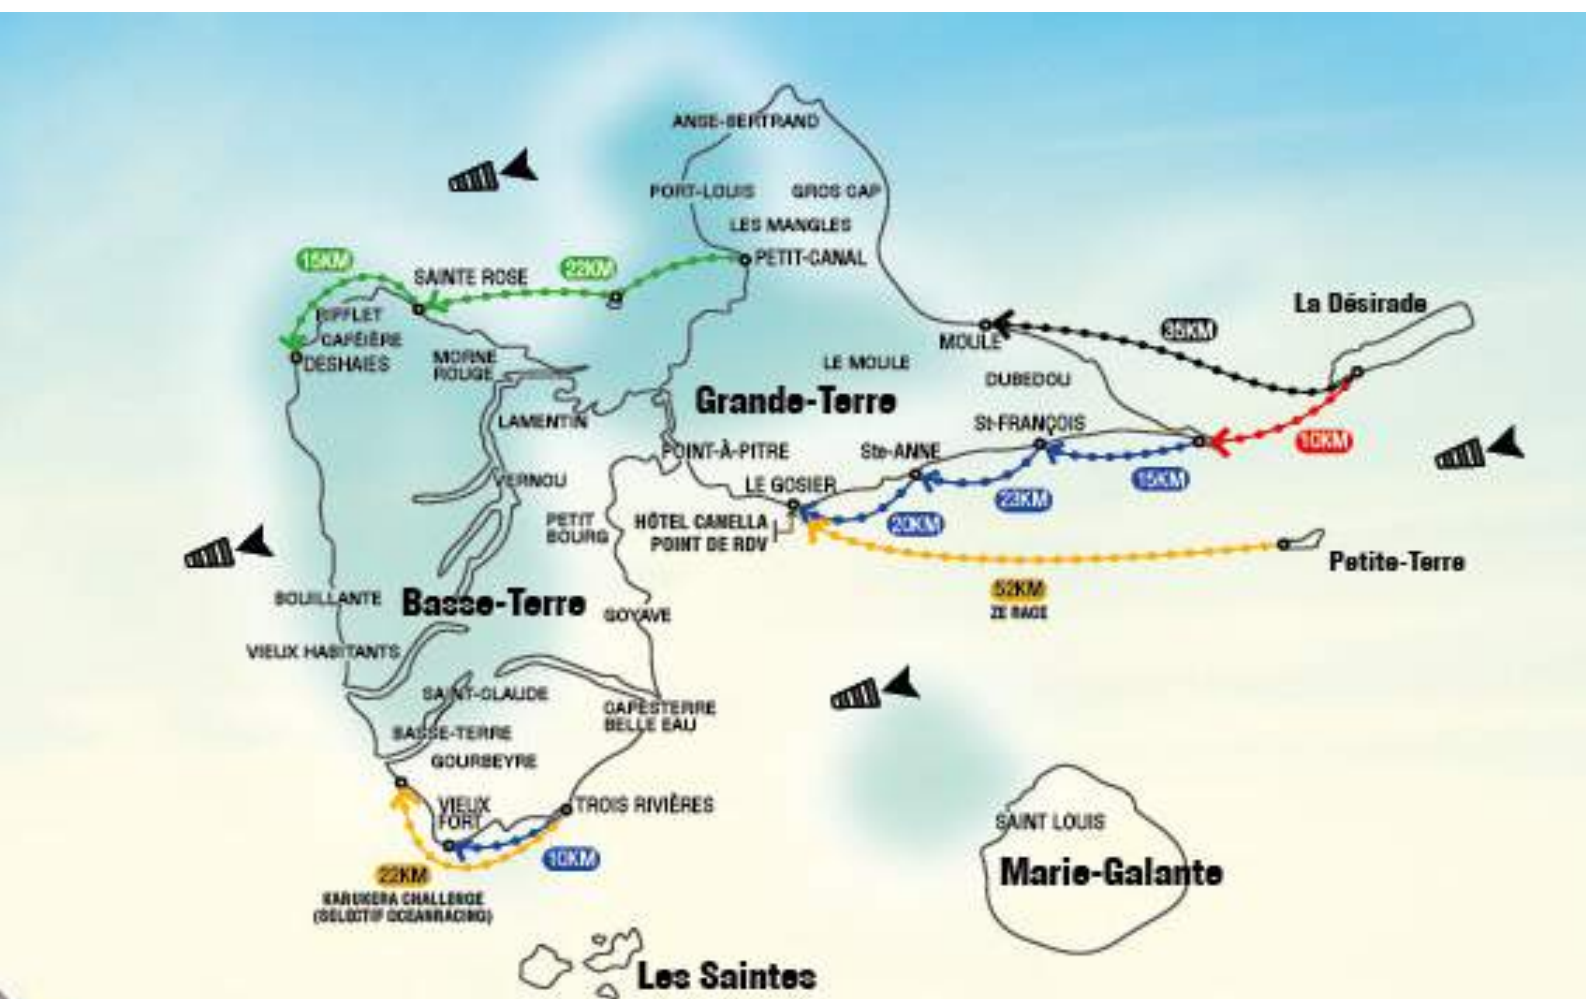 ANSE-BERTRAND
PORT-LOUIS
GROS CAP
LES MANGLES
PETIT-CANAL
15KM
SAINTE ROSE
22KM
RIFFLET
CAFÉIÈRE
DESHAIES
MORNE
ROUGE
La Désirade
35KM
MOULE
LE MOULE
DUBEDOU
Grande-Terre
LAMENTIN
St-FRANÇOIS
10KM
POINT-À-PITRE
Ste-ANNE
15KM
VERNOU
LE GOSIER
23KM
20KM
PETIT
BOURG
HÔTEL CANELLA
POINT DE RDV
Petite-Terre
52KM
ZE RACE
BOUILLANTE
Basse-Terre
GOYAVE
VIEUX HABITANTS
SAINT-CLAUDE
CAPESTERRE
BELLE EAU
BASSE-TERRE
GOURBEYRE
VIEUX
FORT
TROIS RIVIÈRES
10KM
22KM
KARUKERA CHALLENGE
(SÉLECTIF OCEANRACING)
SAINT LOUIS
Marie-Galante
Les Saintes